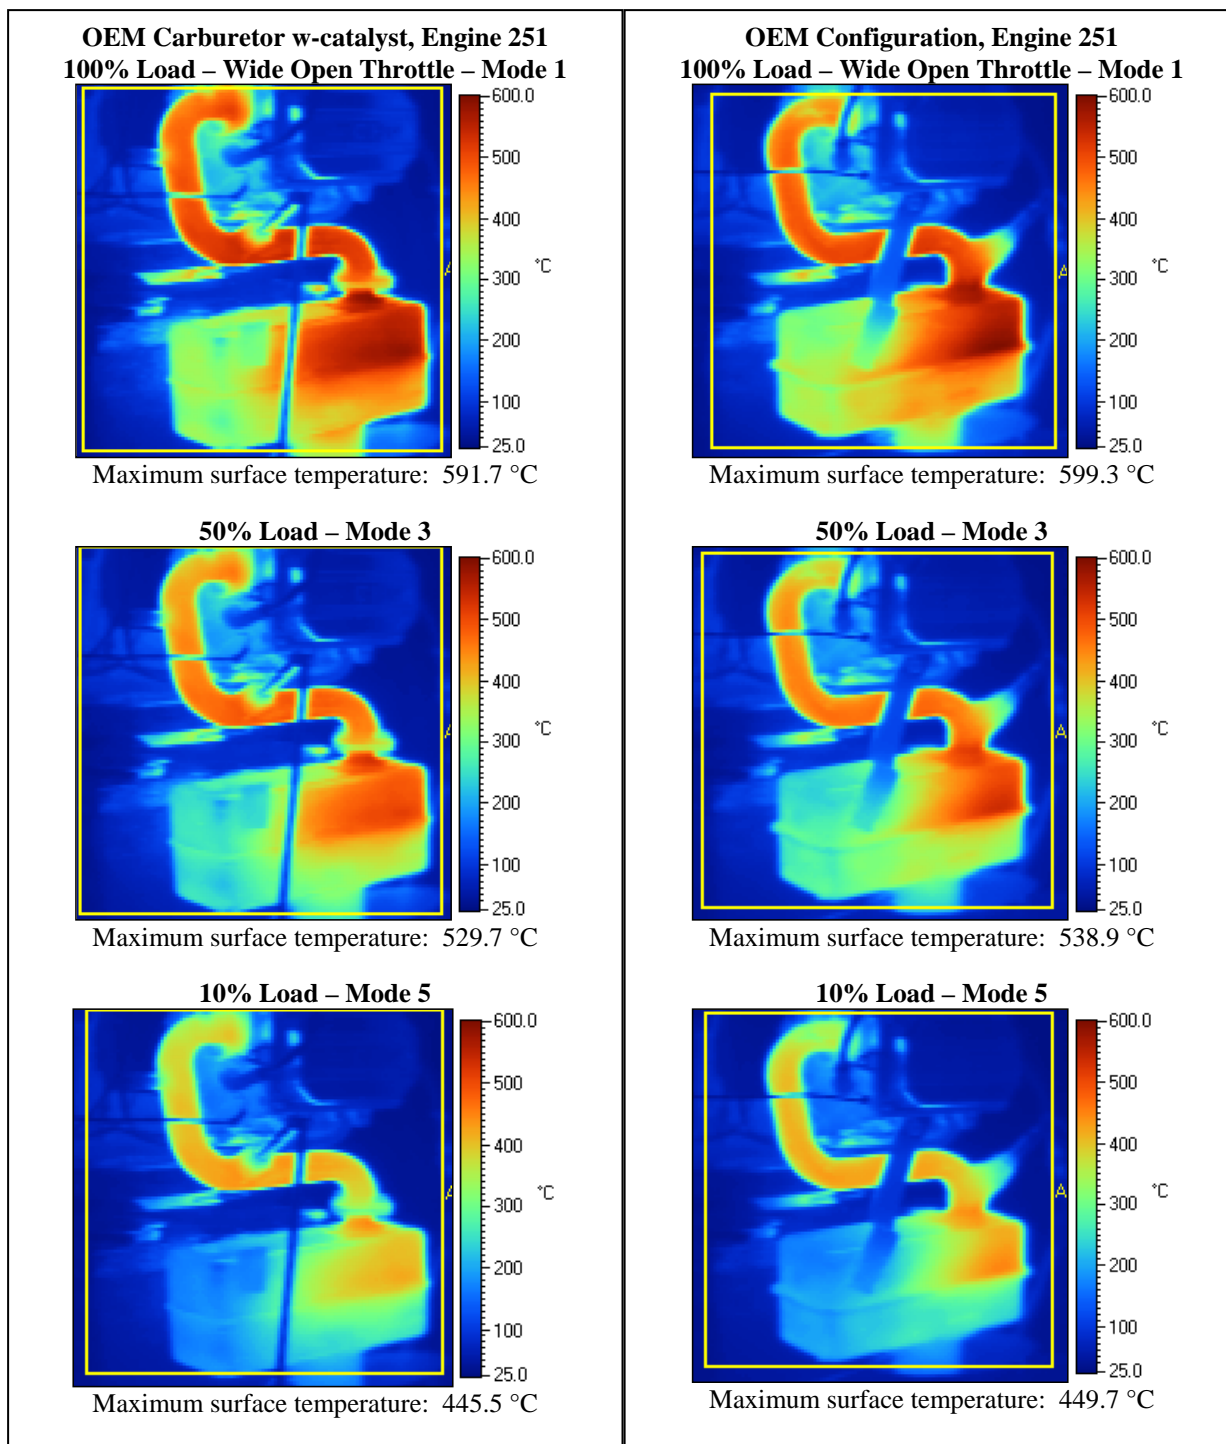 OEM Carburetor w-catalyst, Engine 251
100% Load – Wide Open Throttle – Mode 1
600.0
500
400
°C
A
300
200
100
25.0
Maximum surface temperature: 591.7 °C
50% Load – Mode 3
600.0
500
400
°C
A
300
200
100
25.0
Maximum surface temperature: 529.7 °C
10% Load – Mode 5
600.0
500
400
300
°C
A
200
100
25.0
Maximum surface temperature: 445.5 °C
OEM Configuration, Engine 251
100% Load – Wide Open Throttle – Mode 1
600.0
500
400
°C
A
300
200
100
25.0
Maximum surface temperature: 599.3 °C
50% Load – Mode 3
600.0
500
400
°C
A
300
200
100
25.0
Maximum surface temperature: 538.9 °C
10% Load – Mode 5
600.0
500
400
°C
A
300
200
100
25.0
Maximum surface temperature: 449.7 °C